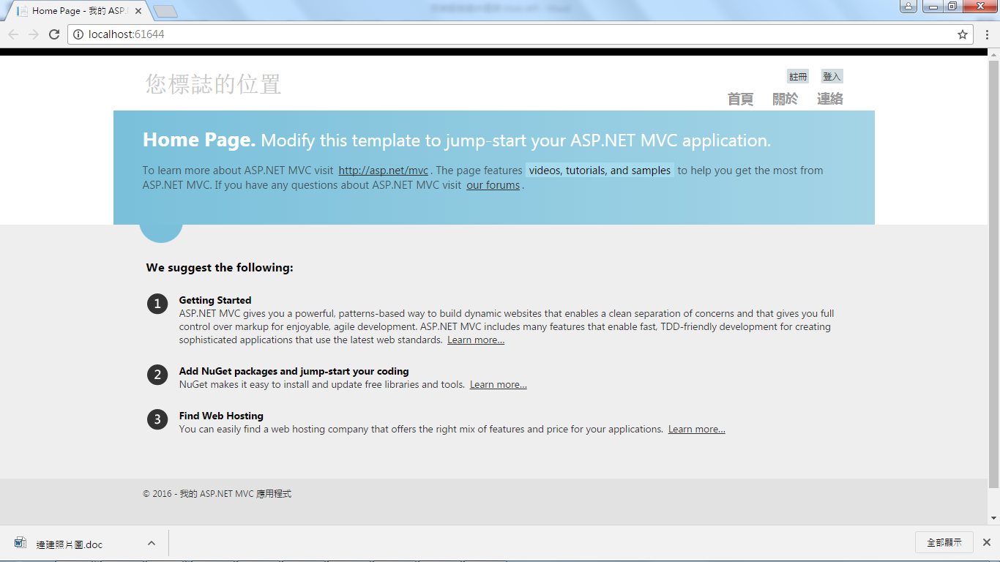 Home Page - 我的 ASP.
localhost:61644
您標誌的位置
註冊 登入
首頁 關於 連絡
Home Page. Modify this template to jump-start your ASP.NET MVC application.
To learn more about ASP.NET MVC visit http://asp.net/mvc. The page features videos, tutorials, and samples to help you get the most from
ASP.NET MVC. If you have any questions about ASP.NET MVC visit our forums.
We suggest the following:
1 Getting Started
ASP.NET MVC gives you a powerful, patterns-based way to build dynamic websites that enables a clean separation of concerns and that gives you full
control over markup for enjoyable, agile development. ASP.NET MVC includes many features that enable fast, TDD-friendly development for creating
sophisticated applications that use the latest web standards. Learn more…
2 Add NuGet packages and jump-start your coding
NuGet makes it easy to install and update free libraries and tools. Learn more…
3 Find Web Hosting
You can easily find a web hosting company that offers the right mix of features and price for your applications. Learn more…
© 2016 - 我的 ASP.NET MVC 應用程式
違建照片圖.doc
全部顯示